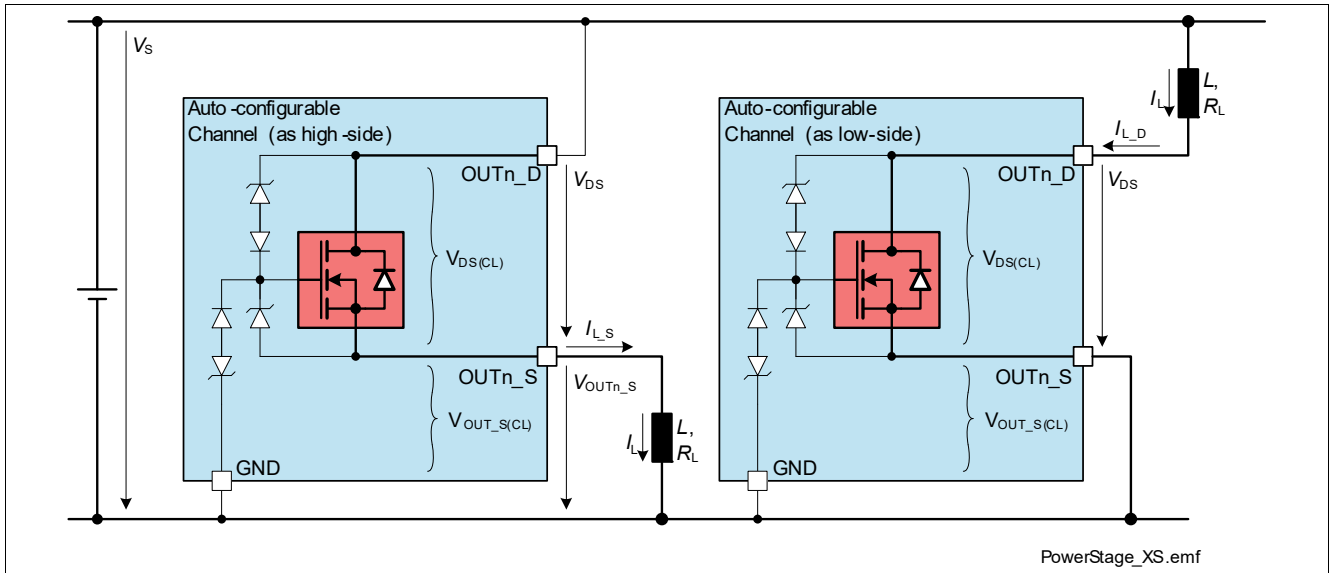 VS
Auto-configurable
Channel (as high-side)
OUTn_D
VDS
VDS(CL)
IL_S
OUTn_S
VOUTn_S
VOUT_S(CL)
L,
IL
RL
GND
Auto-configurable
Channel (as low-side)
L,
IL
RL
IL_D
OUTn_D
VDS
VDS(CL)
OUTn_S
VOUT_S(CL)
GND
PowerStage_XS.emf